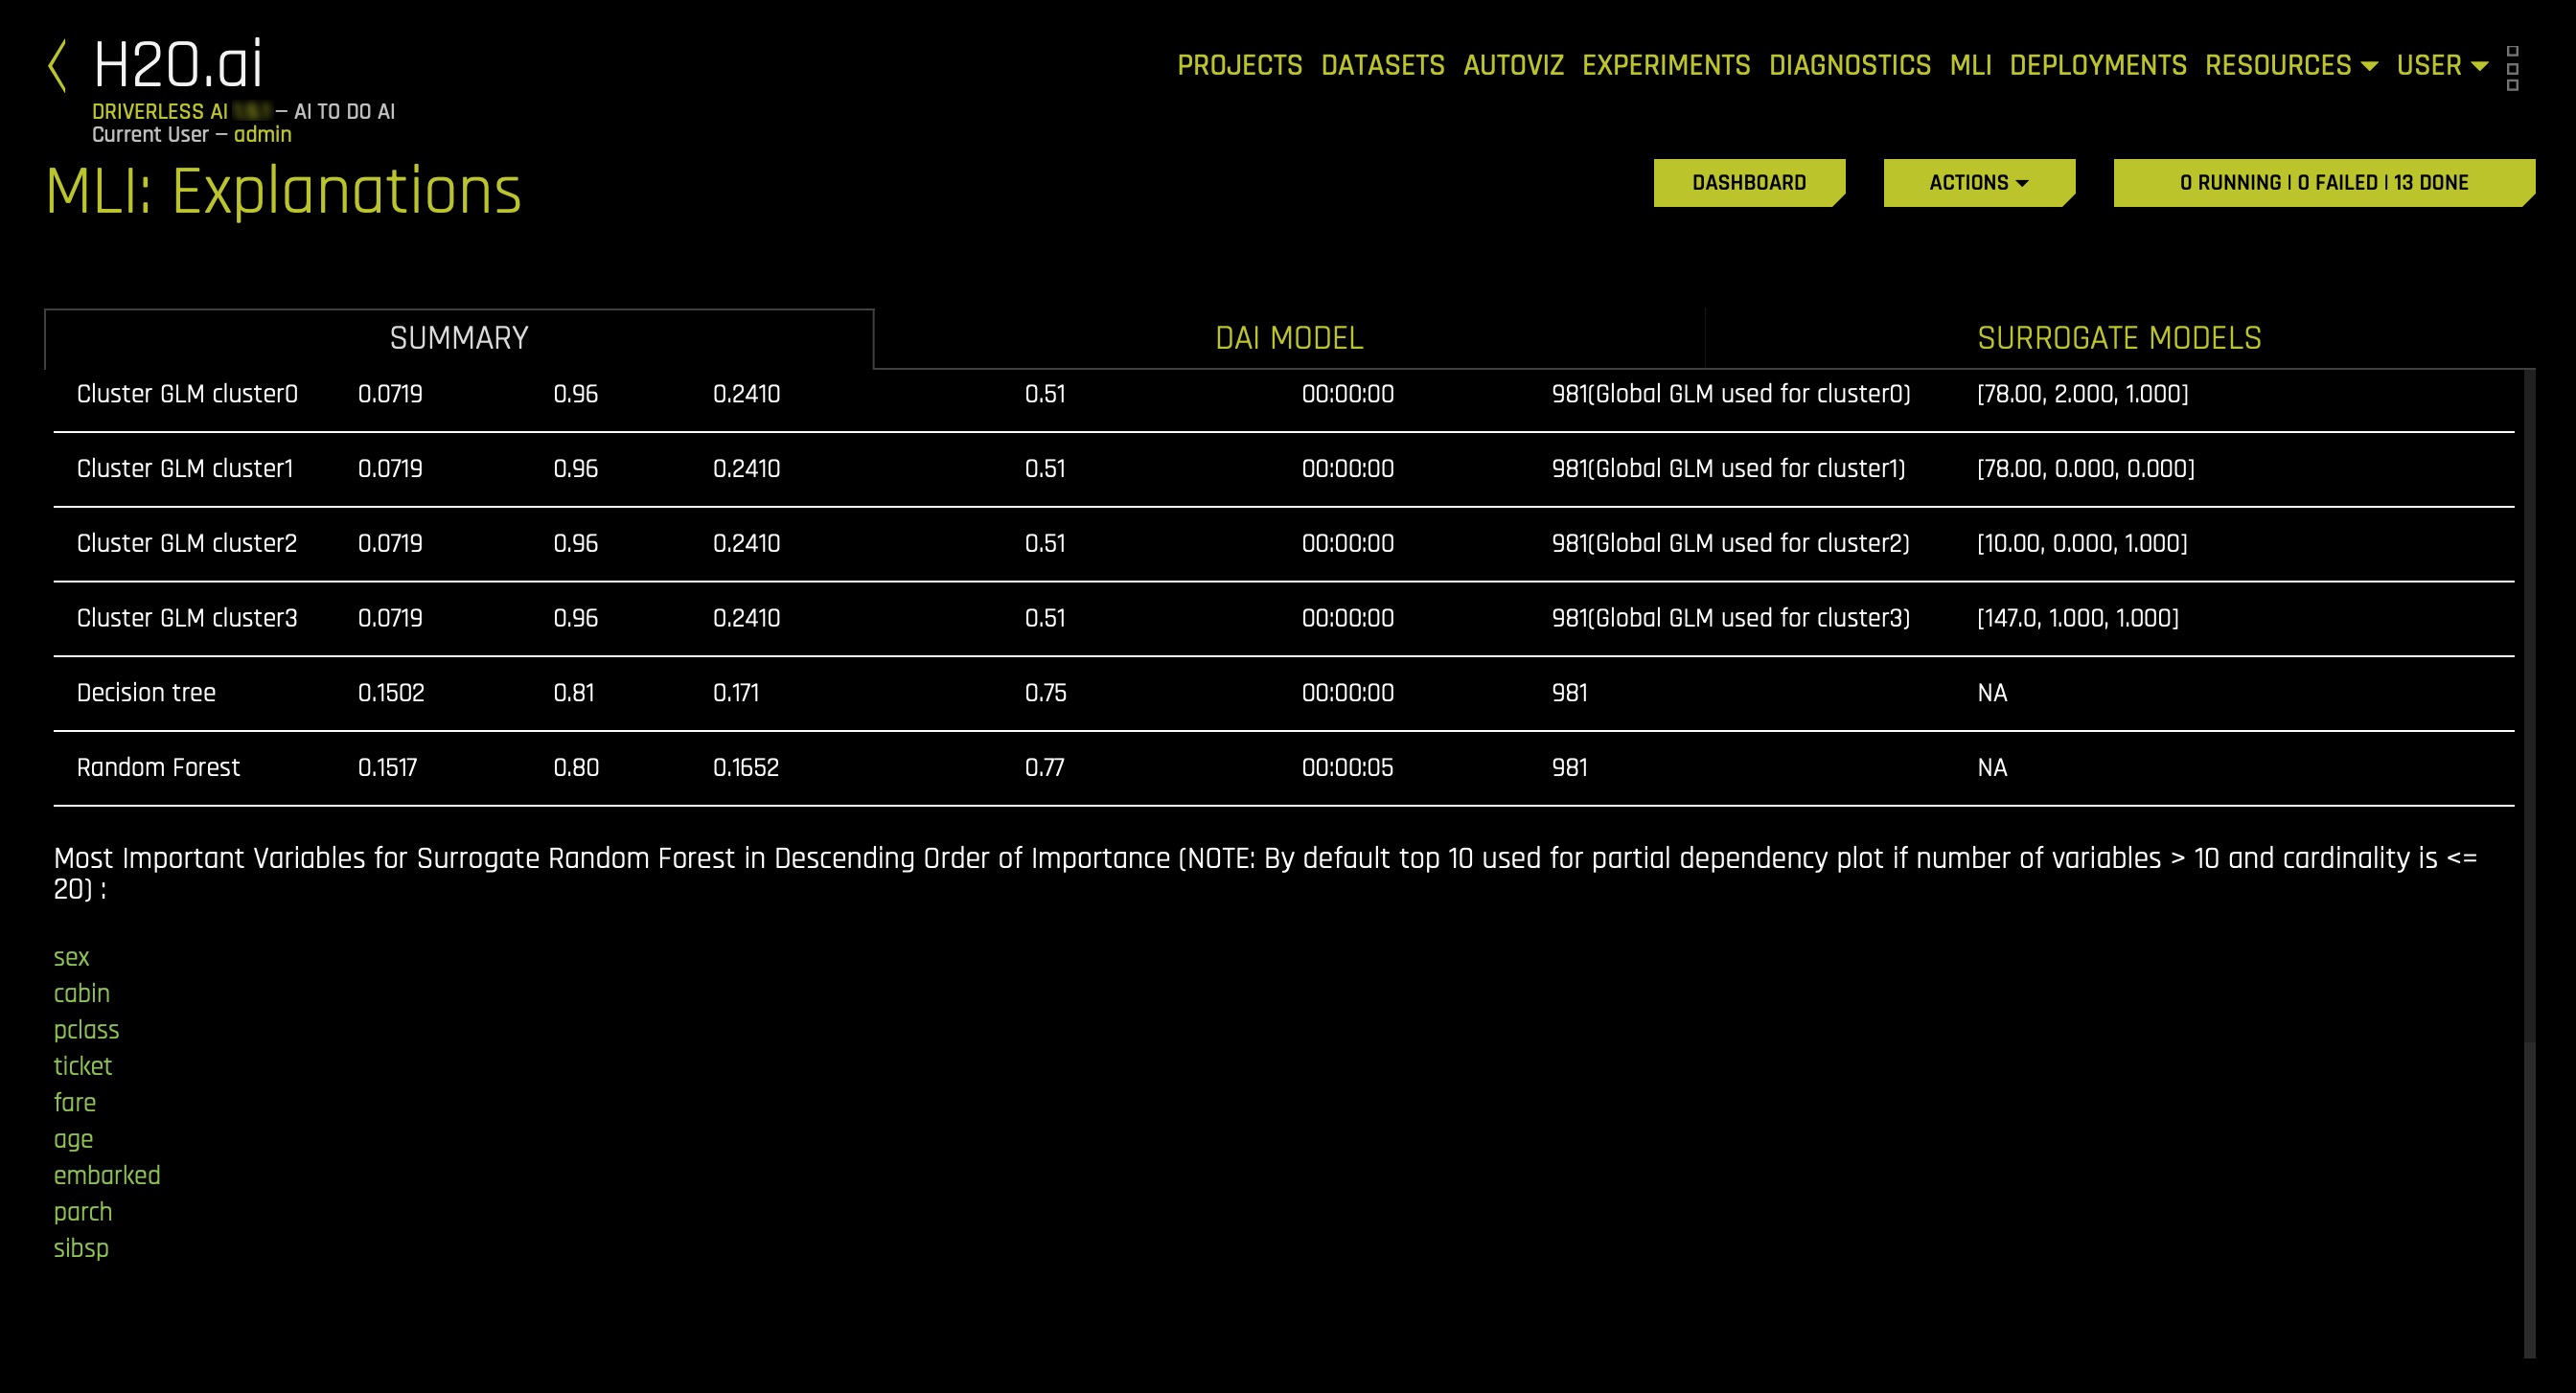 H2O.ai
PROJECTS DATASETS AUTOVIZ EXPERIMENTS DIAGNOSTICS MLI DEPLOYMENTS RESOURCES USER
DRIVERLESS AI — AI TO DO AI
Current User — admin
MLI: Explanations
DASHBOARD
ACTIONS
0 RUNNING | 0 FAILED | 13 DONE
SUMMARY
DAI MODEL
SURROGATE MODELS
Cluster GLM cluster0 0.0719 0.96 0.2410 0.51 00:00:00 981(Global GLM used for cluster0) [78.00, 2.000, 1.000]
Cluster GLM cluster1 0.0719 0.96 0.2410 0.51 00:00:00 981(Global GLM used for cluster1) [78.00, 0.000, 0.000]
Cluster GLM cluster2 0.0719 0.96 0.2410 0.51 00:00:00 981(Global GLM used for cluster2) [10.00, 0.000, 1.000]
Cluster GLM cluster3 0.0719 0.96 0.2410 0.51 00:00:00 981(Global GLM used for cluster3) [147.0, 1.000, 1.000]
Decision tree 0.1502 0.81 0.171 0.75 00:00:00 981 NA
Random Forest 0.1517 0.80 0.1652 0.77 00:00:05 981 NA
Most Important Variables for Surrogate Random Forest in Descending Order of Importance (NOTE: By default top 10 used for partial dependency plot if number of variables > 10 and cardinality is <=
20) :
sex
cabin
pclass
ticket
fare
age
embarked
parch
sibsp